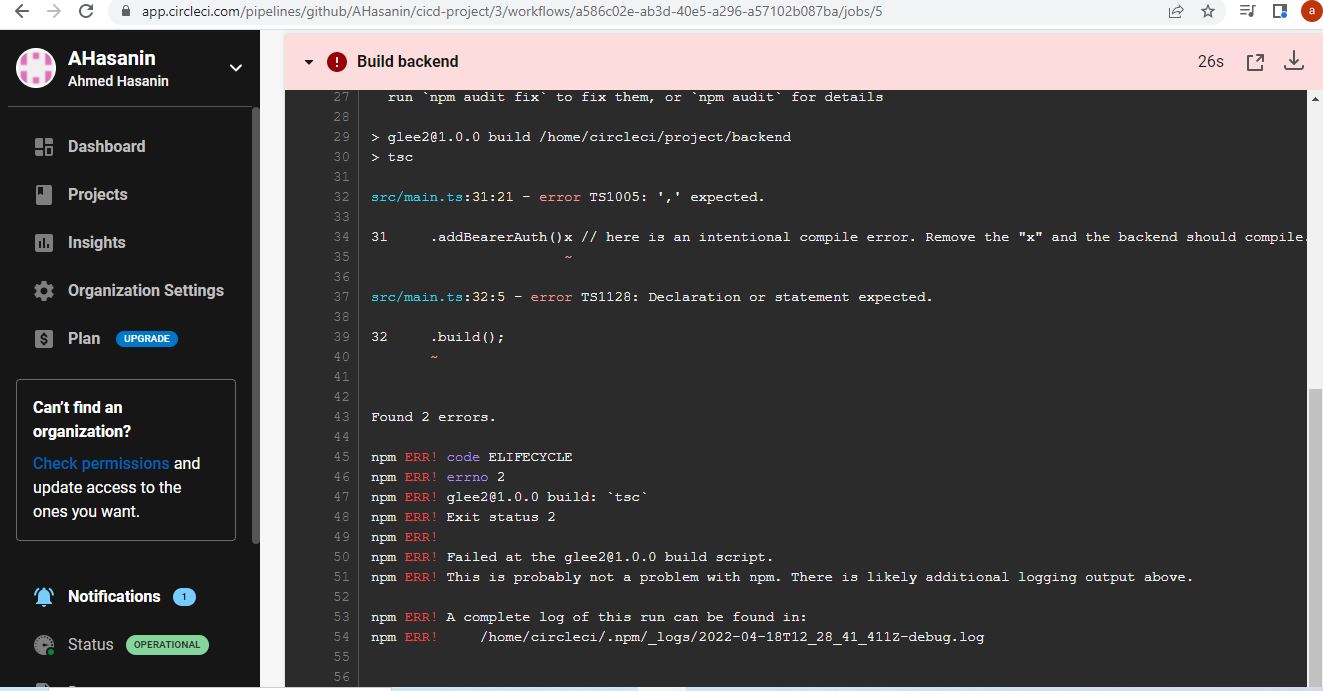 app.circleci.com/pipelines/github/AHasanin/cicd-project/3/workflows/a586c02e-ab3d-40e5-a296-a57102b087ba/jobs/5
a
AHasanin
Ahmed Hasanin
Dashboard
Projects
Insights
Organization Settings
Plan UPGRADE
Can't find an
organization?
Check permissions and
update access to the
ones you want.
Notifications 1
Status OPERATIONAL
Build backend
26s
27 run `npm audit fix` to fix them, or `npm audit` for details
28
29 > glee2@1.0.0 build /home/circleci/project/backend
30 > tsc
31
32 src/main.ts:31:21 - error TS1005: ',' expected.
33
34 31 .addBearerAuth()x // here is an intentional compile error. Remove the "x" and the backend should compile.
35 ~
36
37 src/main.ts:32:5 - error TS1128: Declaration or statement expected.
38
39 32 .build();
40 ~
41
42
43 Found 2 errors.
44
45 npm ERR! code ELIFECYCLE
46 npm ERR! errno 2
47 npm ERR! glee2@1.0.0 build: `tsc`
48 npm ERR! Exit status 2
49 npm ERR!
50 npm ERR! Failed at the glee2@1.0.0 build script.
51 npm ERR! This is probably not a problem with npm. There is likely additional logging output above.
52
53 npm ERR! A complete log of this run can be found in:
54 npm ERR! /home/circleci/.npm/_logs/2022-04-18T12_28_41_411Z-debug.log
55
56